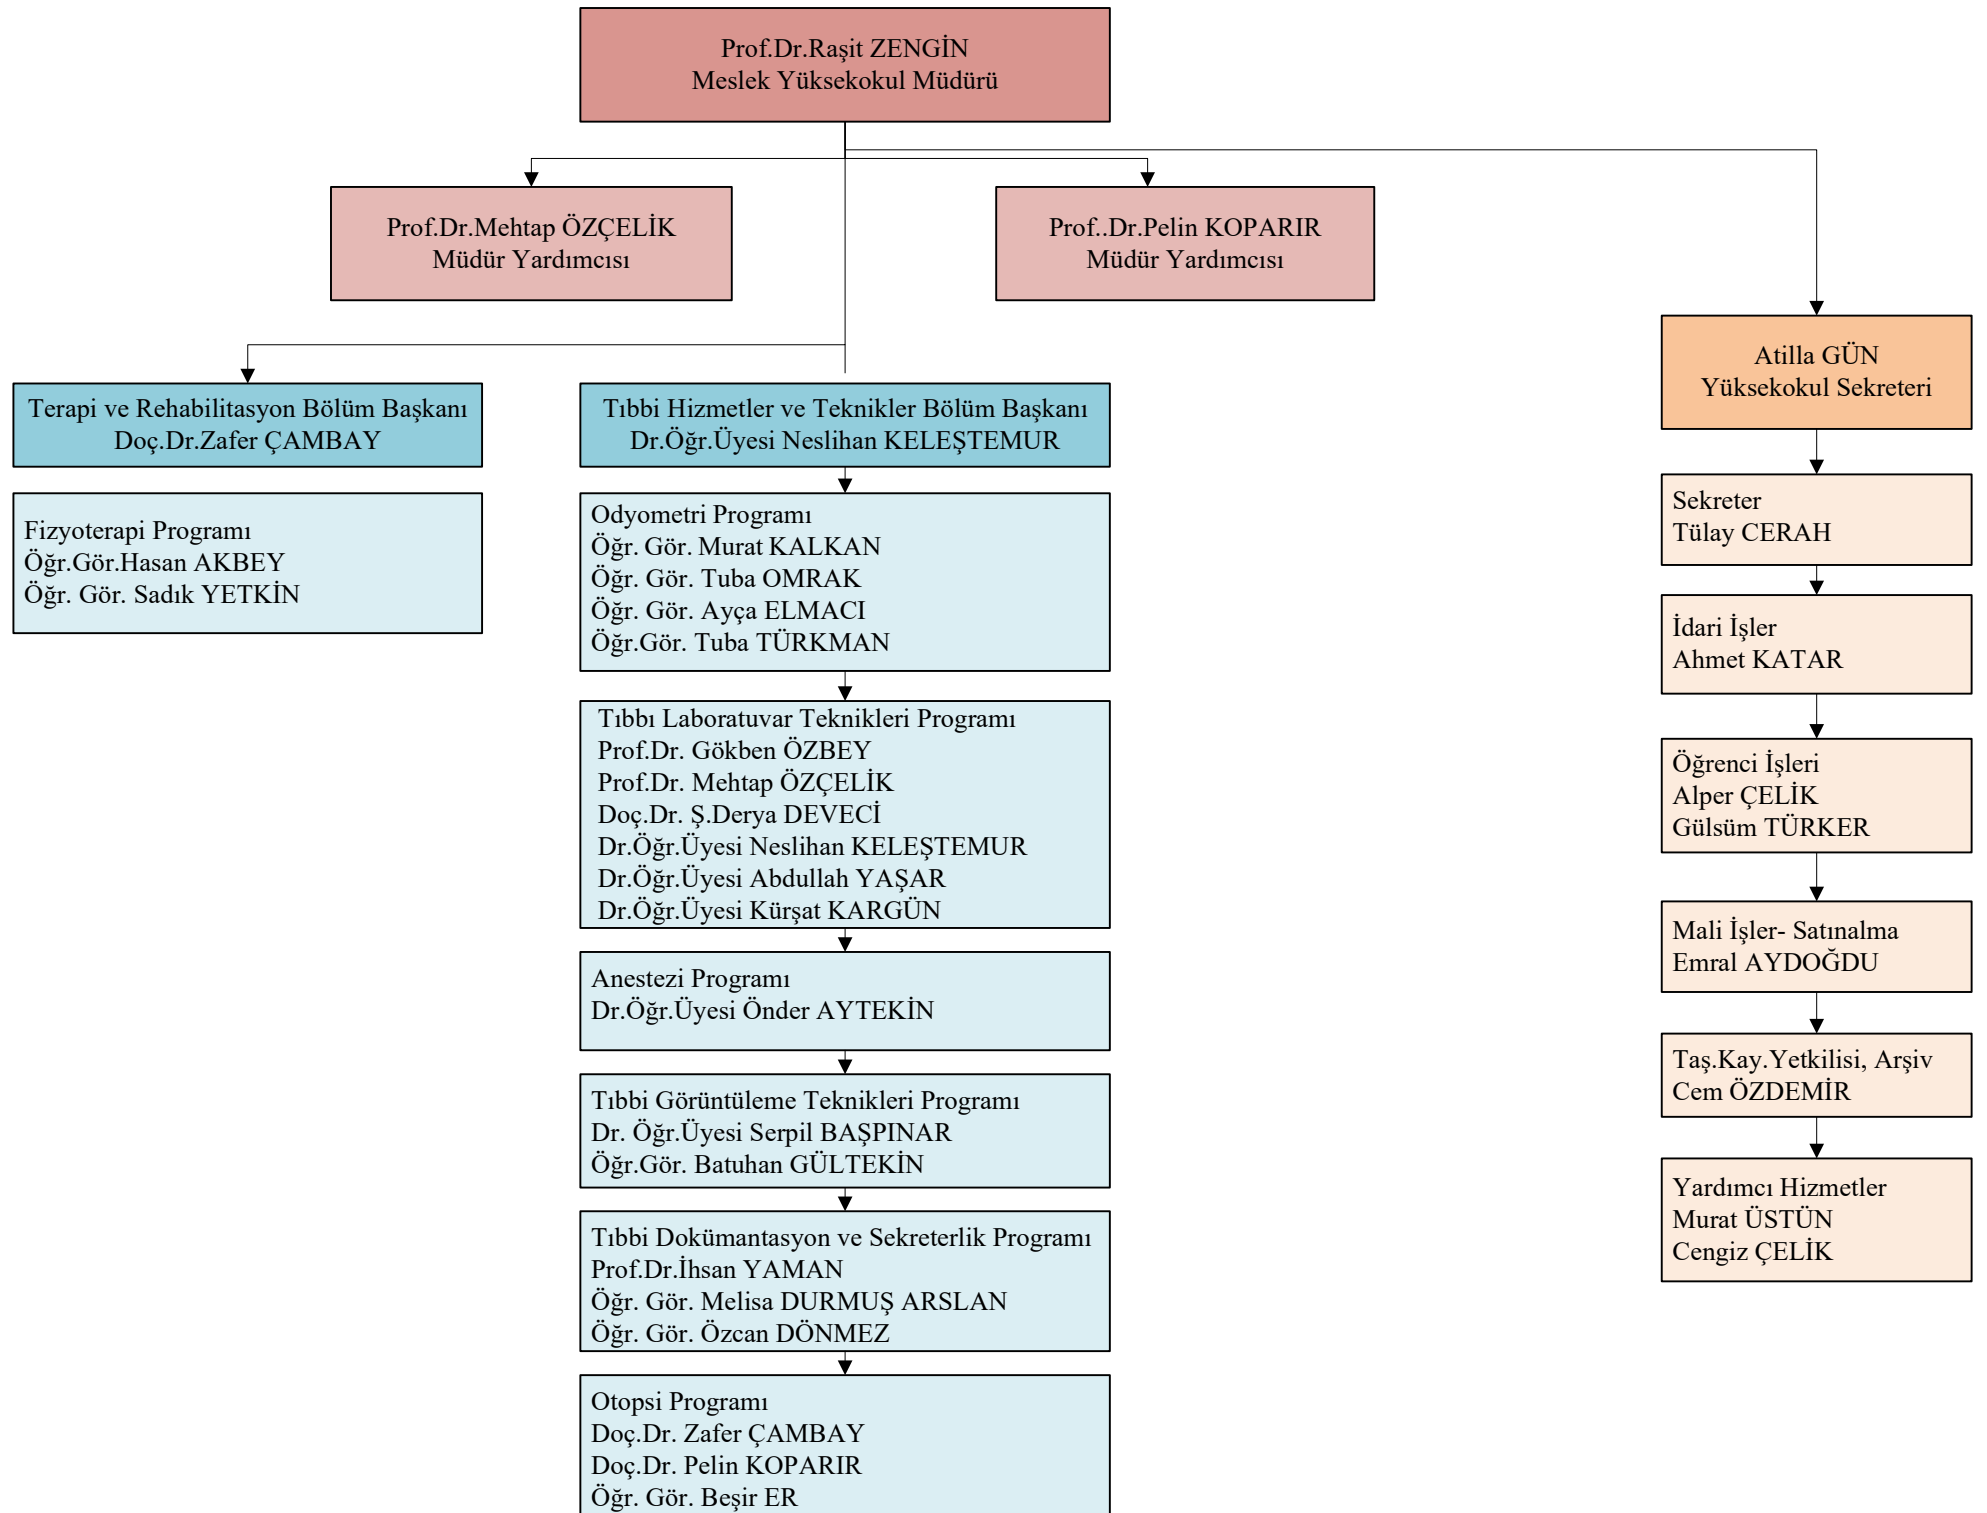 Prof.Dr.Raşit ZENGİN
Meslek Yüksekokul Müdürü
Prof.Dr.Mehtap ÖZÇELİK
Müdür Yardımcısı
Prof..Dr.Pelin KOPARIR
Müdür Yardımcısı
Atilla GÜN
Yüksekokul Sekreteri
Terapi ve Rehabilitasyon Bölüm Başkanı
Doç.Dr.Zafer ÇAMBAY
Fizyoterapi Programı
Öğr.Gör.Hasan AKBEY
Öğr. Gör. Sadık YETKİN
Tıbbi Hizmetler ve Teknikler Bölüm Başkanı
Dr.Öğr.Üyesi Neslihan KELEŞTEMUR
Odyometri Programı
Öğr. Gör. Murat KALKAN
Öğr. Gör. Tuba OMRAK
Öğr. Gör. Ayça ELMACI
Öğr.Gör. Tuba TÜRKMAN
Tıbbı Laboratuvar Teknikleri Programı
Prof.Dr. Gökben ÖZBEY
Prof.Dr. Mehtap ÖZÇELİK
Doç.Dr. Ş.Derya DEVECİ
Dr.Öğr.Üyesi Neslihan KELEŞTEMUR
Dr.Öğr.Üyesi Abdullah YAŞAR
Dr.Öğr.Üyesi Kürşat KARGÜN
Anestezi Programı
Dr.Öğr.Üyesi Önder AYTEKİN
Tıbbi Görüntüleme Teknikleri Programı
Dr. Öğr.Üyesi Serpil BAŞPINAR
Öğr.Gör. Batuhan GÜLTEKİN
Tıbbi Dokümantasyon ve Sekreterlik Programı
Prof.Dr.İhsan YAMAN
Öğr. Gör. Melisa DURMUŞ ARSLAN
Öğr. Gör. Özcan DÖNMEZ
Otopsi Programı
Doç.Dr. Zafer ÇAMBAY
Doç.Dr. Pelin KOPARIR
Öğr. Gör. Beşir ER
Sekreter
Tülay CERAH
İdari İşler
Ahmet KATAR
Öğrenci İşleri
Alper ÇELİK
Gülsüm TÜRKER
Mali İşler- Satınalma
Emral AYDOĞDU
Taş.Kay.Yetkilisi, Arşiv
Cem ÖZDEMİR
Yardımcı Hizmetler
Murat ÜSTÜN
Cengiz ÇELİK